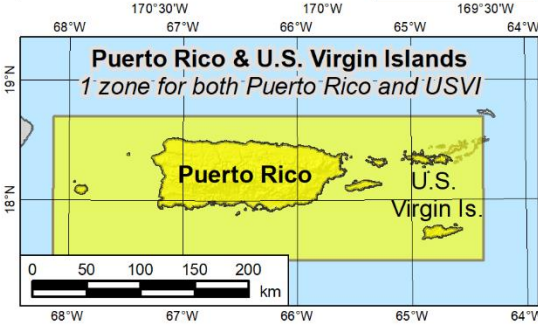 170°30'W 170°W 169°30'W
68°W 67°W 66°W 65°W 64°W
Puerto Rico & U.S. Virgin Islands
1 zone for both Puerto Rico and USVI
19°N 19°N
Puerto Rico
U.S.
Virgin Is.
18°N 18°N
0 50 100 150 200
km
68°W 67°W 66°W 65°W 64°W